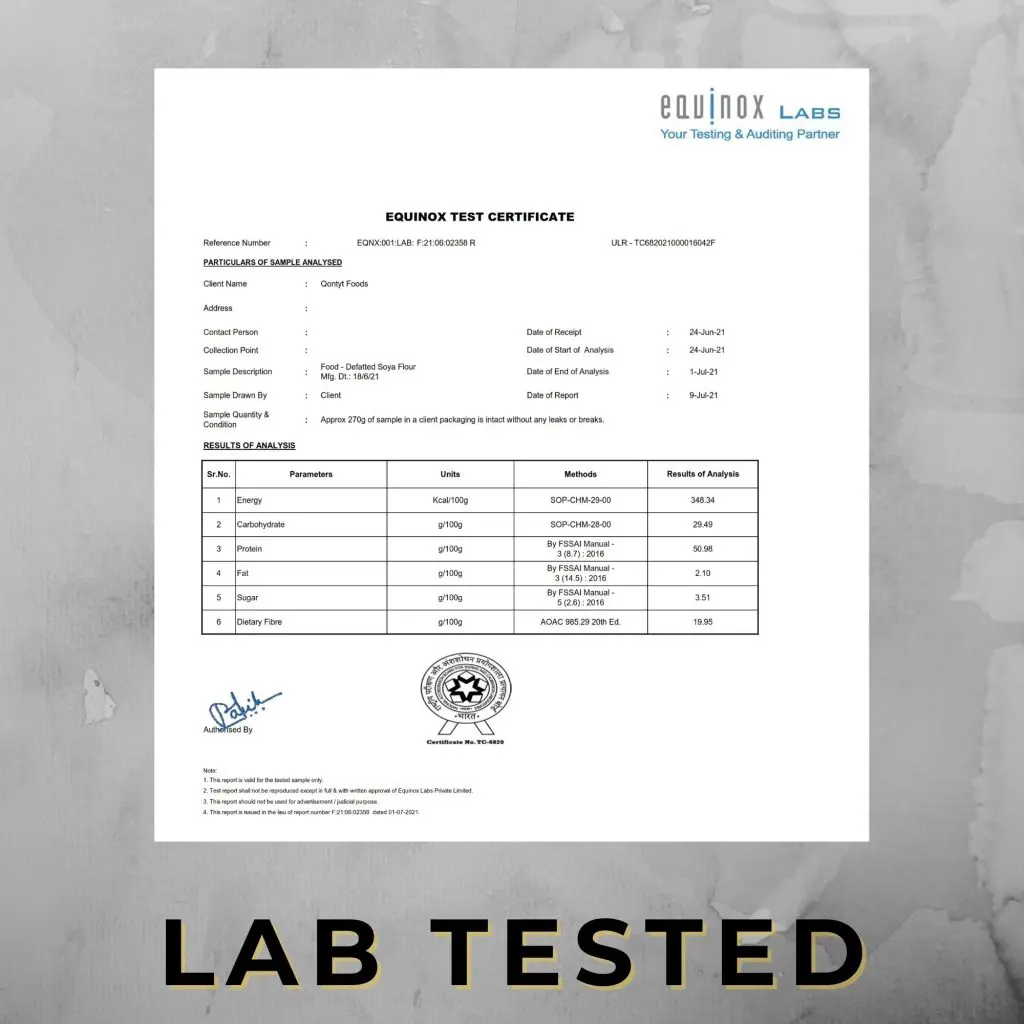 equinox LABS
Your Testing & Auditing Partner
EQUINOX TEST CERTIFICATE
Reference Number : EQNX:001:LAB: F:21:06:02358 R ULR - TC682021000016042F
PARTICULARS OF SAMPLE ANALYSED
Client Name : Qontyt Foods
Address :
Contact Person : Date of Receipt : 24-Jun-21
Collection Point : Date of Start of Analysis : 24-Jun-21
Sample Description : Food - Defatted Soya Flour
Mfg. Dt.: 18/6/21 Date of End of Analysis : 1-Jul-21
Sample Drawn By : Client Date of Report : 9-Jul-21
Sample Quantity &
Condition : Approx 270g of sample in a client packaging is intact without any leaks or breaks.
RESULTS OF ANALYSIS
Sr.No. Parameters Units Methods Results of Analysis
1 Energy Kcal/100g SOP-CHM-29-00 348.34
2 Carbohydrate g/100g SOP-CHM-28-00 29.49
3 Protein g/100g By FSSAI Manual -
3 (8.7) : 2016 50.98
4 Fat g/100g By FSSAI Manual -
3 (14.5) : 2016 2.10
5 Sugar g/100g By FSSAI Manual -
5 (2.6) : 2016 3.51
6 Dietary Fibre g/100g AOAC 985.29 20th Ed. 19.95
Authorised By
भारत
Certificate No. TC-6820
Note:
1. This report is valid for the tested sample only.
2. Test report shall not be reproduced except in full & with written approval of Equinox Labs Private Limited.
3. This report should not be used for advertisement / judicial purpose.
4. This report is issued in the lieu of report number F:21:06:02358 dated 01-07-2021.
LAB TESTED